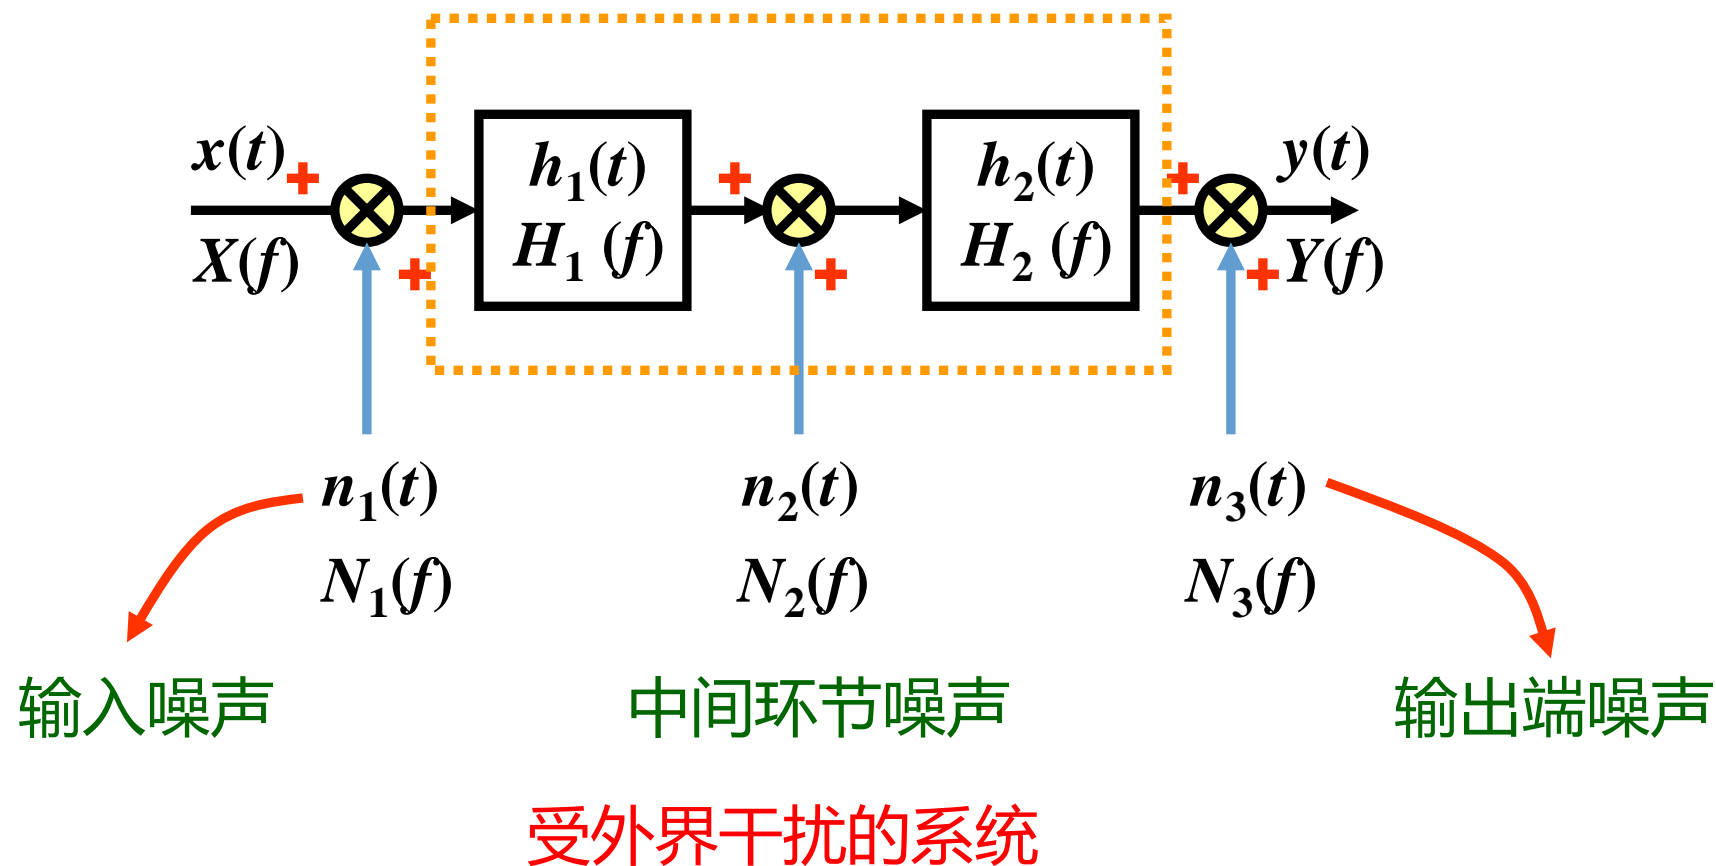 x(t)
h₁(t)
h₂(t)
y(t)
X(f)
H₁ (f)
H₂ (f)
Y(f)
n₁(t)
n₂(t)
n₃(t)
N₁(f)
N₂(f)
N₃(f)
输入噪声
中间环节噪声
输出端噪声
受外界干扰的系统